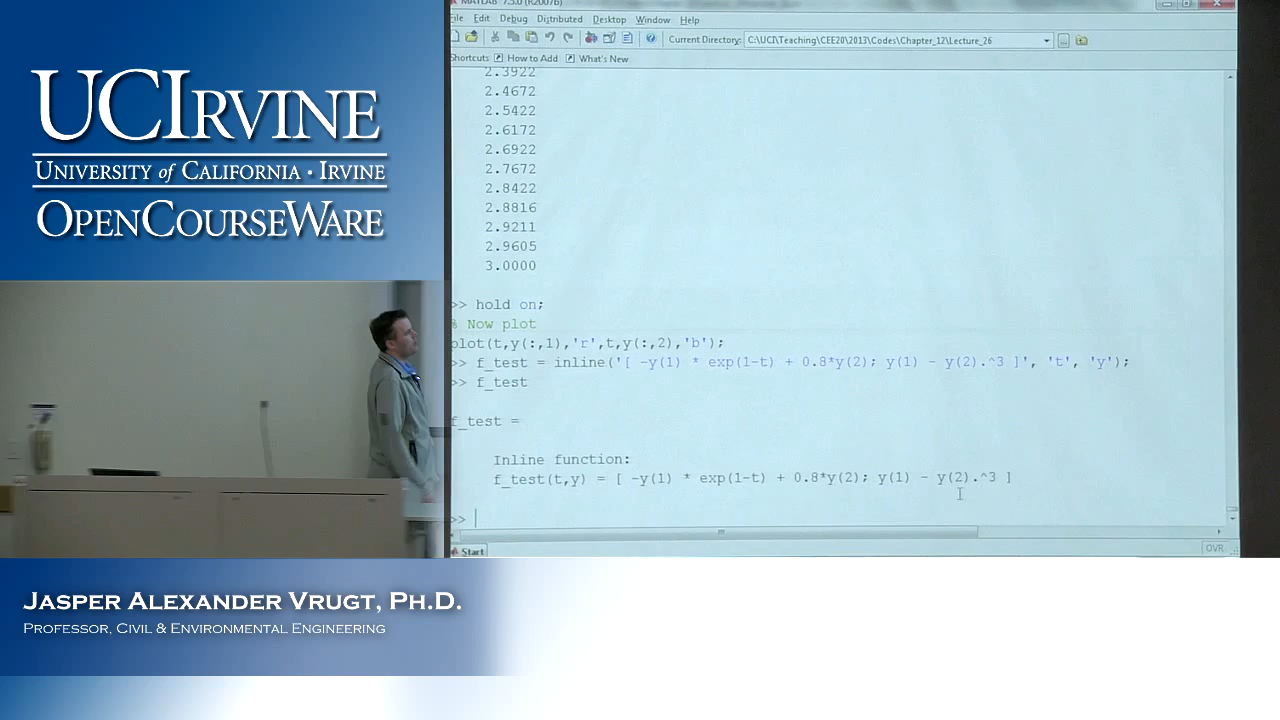 UCIRVINE
UNIVERSITY of CALIFORNIA · IRVINE
OPENCOURSEWARE
MATLAB 7.5.0 (R2007b)
File Edit Debug Distributed Desktop Window Help
Current Directory: C:\UCI\Teaching\CEE20\2013\Codes\Chapter_12\Lecture_26
Shortcuts How to Add What's New
2.3922
2.4672
2.5422
2.6172
2.6922
2.7672
2.8422
2.8816
2.9211
2.9605
3.0000
>> hold on;
% Now plot
plot(t,y(:,1),'r',t,y(:,2),'b');
>> f_test = inline('[ -y(1) * exp(1-t) + 0.8*y(2); y(1) - y(2).^3 ]', 't', 'y');
>> f_test
f_test =
Inline function:
f_test(t,y) = [ -y(1) * exp(1-t) + 0.8*y(2); y(1) - y(2).^3 ]
>>
Start
OVR
JASPER ALEXANDER VRUGT, PH.D.
PROFESSOR, CIVIL & ENVIRONMENTAL ENGINEERING